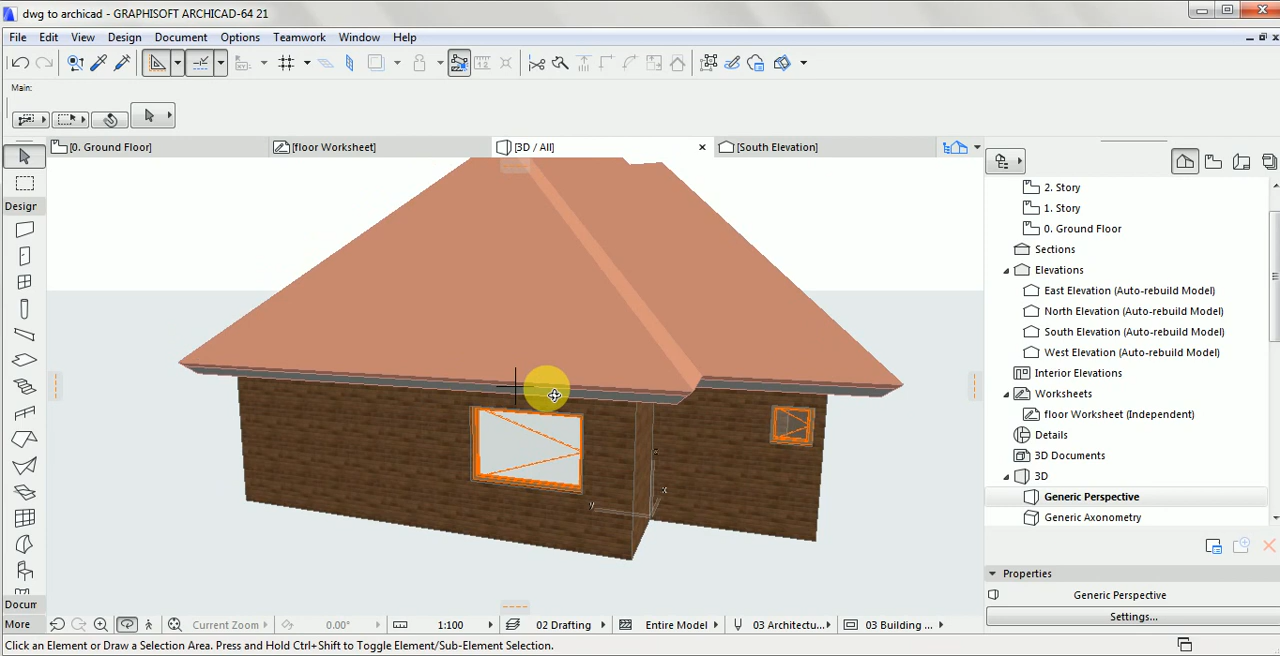 dwg to archicad - GRAPHISOFT ARCHICAD-64 21
File Edit View Design Document Options Teamwork Window Help
Main:
[0. Ground Floor] [floor Worksheet] [3D / All] [South Elevation]
2. Story
1. Story
Design
0. Ground Floor
Sections
Elevations
East Elevation (Auto-rebuild Model)
North Elevation (Auto-rebuild Model)
South Elevation (Auto-rebuild Model)
West Elevation (Auto-rebuild Model)
Interior Elevations
Worksheets
floor Worksheet (Independent)
Details
3D Documents
3D
Generic Perspective
Generic Axonometry
x
y
Properties
Generic Perspective
Docum
Settings...
More Current Zoom 0.00° 1:100 02 Drafting Entire Model 03 Architectu... 03 Building ...
Click an Element or Draw a Selection Area. Press and Hold Ctrl+Shift to Toggle Element/Sub-Element Selection.